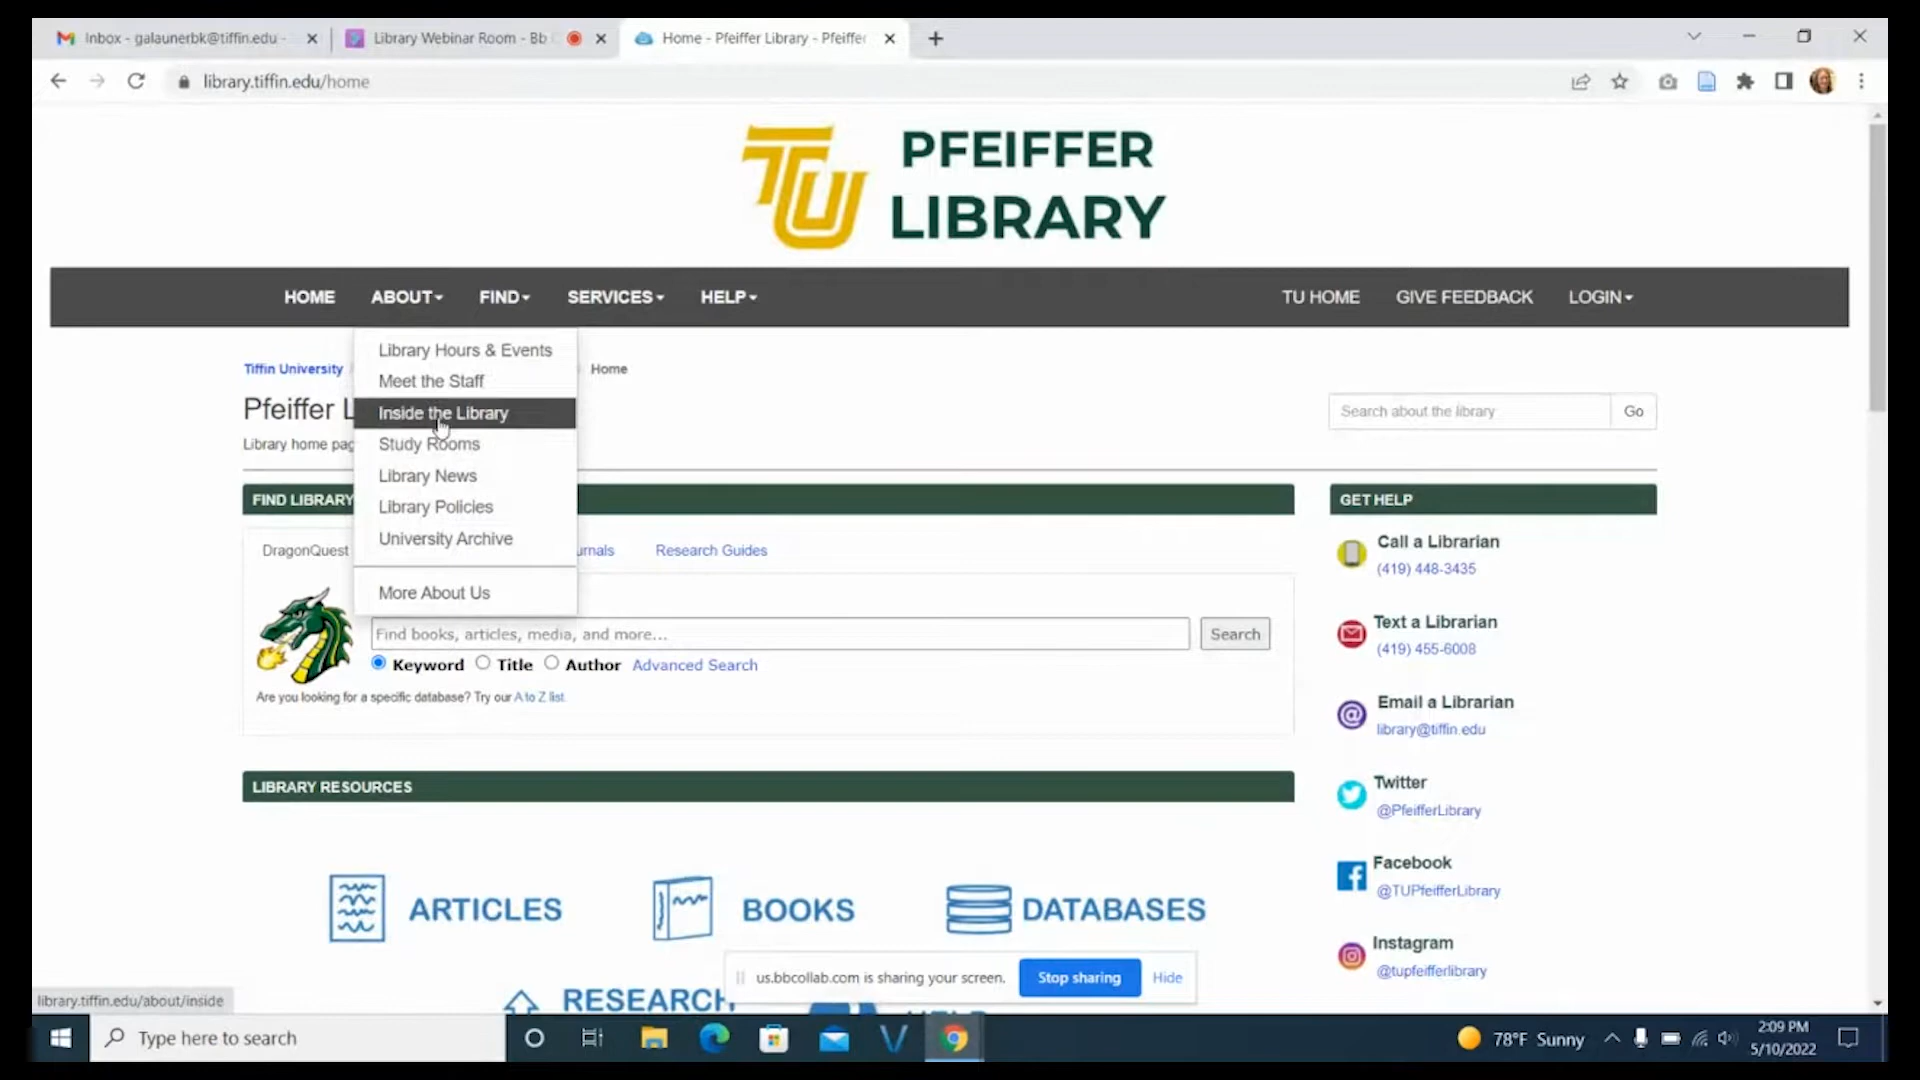 Inbox - galaunerbk@tiffin.edu -
Library Webinar Room - Bb
Home - Pfeiffer Library - Pfeiffer
library.tiffin.edu/home
TU
PFEIFFER
LIBRARY
HOME ABOUT FIND SERVICES HELP TU HOME GIVE FEEDBACK LOGIN
Library Hours & Events
Meet the Staff
Inside the Library
Study Rooms
Library News
Library Policies
University Archive
More About Us
Tiffin University Home
Pfeiffer L
Library home pag
Search about the library Go
FIND LIBRARY
DragonQuest urnals Research Guides
Find books, articles, media, and more... Search
Keyword Title Author Advanced Search
Are you looking for a specific database? Try our A to Z list.
LIBRARY RESOURCES
ARTICLES BOOKS DATABASES
RESEARCH HELP
GET HELP
Call a Librarian
(419) 448-3435
Text a Librarian
(419) 455-6008
Email a Librarian
library@tiffin.edu
Twitter
@PfeifferLibrary
Facebook
@TUPfeifferLibrary
Instagram
@tupfeifferlibrary
us.bbcollab.com is sharing your screen. Stop sharing Hide
library.tiffin.edu/about/inside
Type here to search
78°F Sunny
2:09 PM
5/10/2022